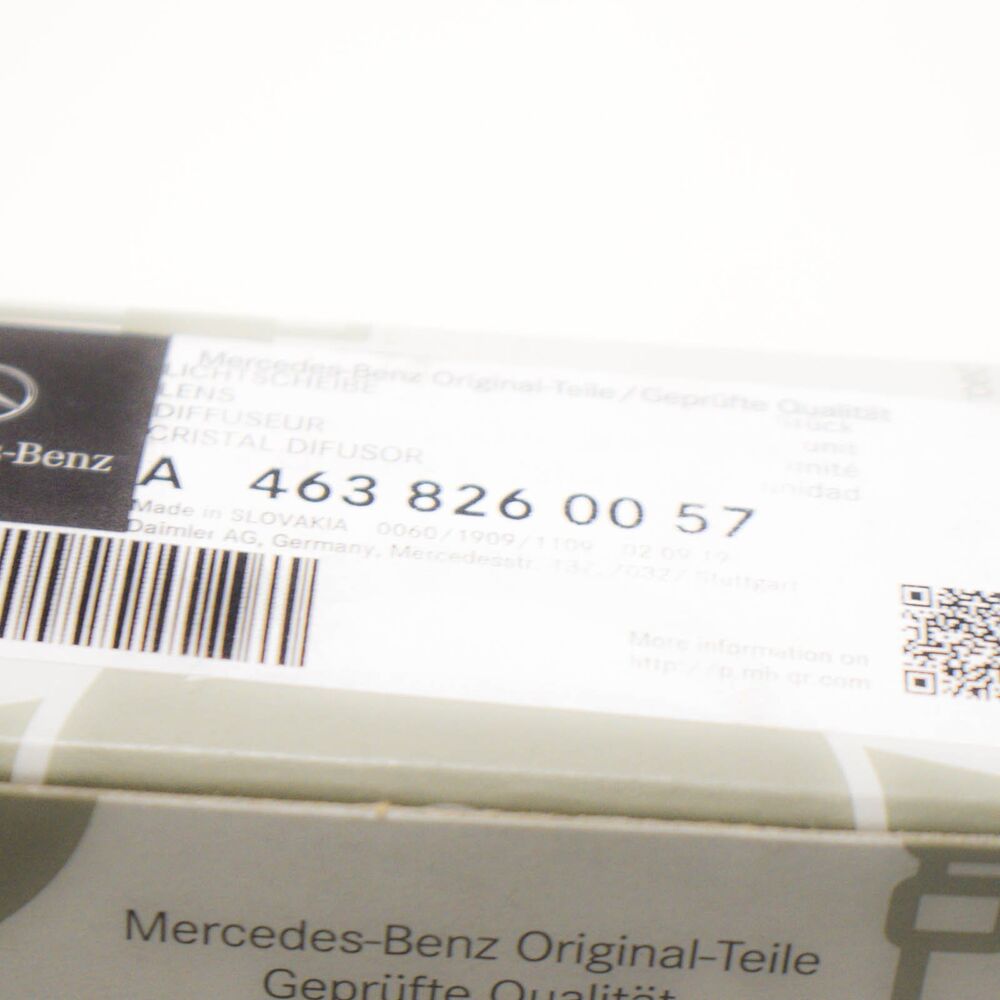 Mercedes-Benz Original-Teile / Geprüfte Qualität
LICHTSCHEIBE
LENS
DIFFUSEUR
CRISTAL DIFUSOR
Stück
unit
unité
unidad
-Benz
A 463 826 00 57
Made in SLOVAKIA 0060/1909/1109 02.09.19
Daimler AG, Germany, Mercedesstr. 137, 70327 Stuttgart
More information on
http://p.mb-qr.com
Mercedes-Benz Original-Teile
Geprüfte Qualität